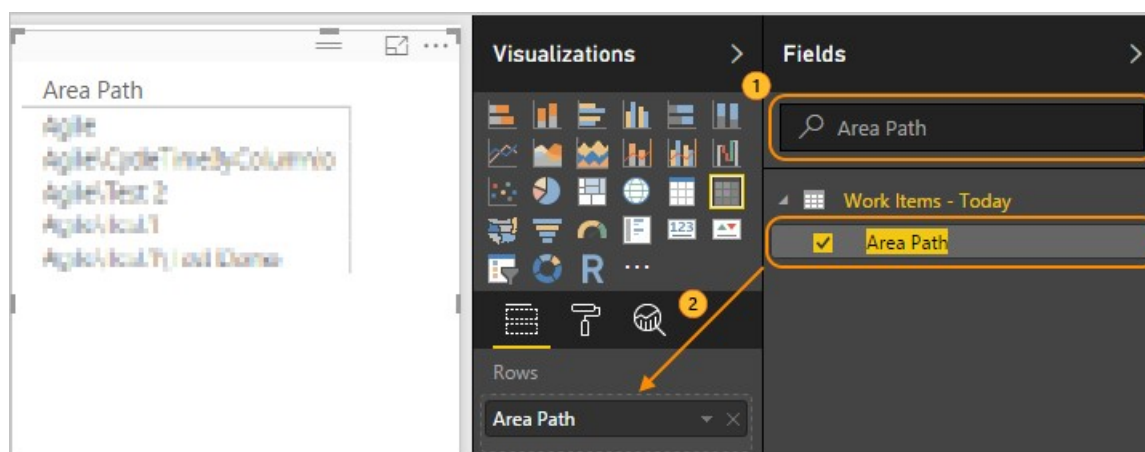 Area Path
Agile
Visualizations
1
123
R
2
Rows
Area Path
Fields
Area Path
Work Items - Today
Area Path